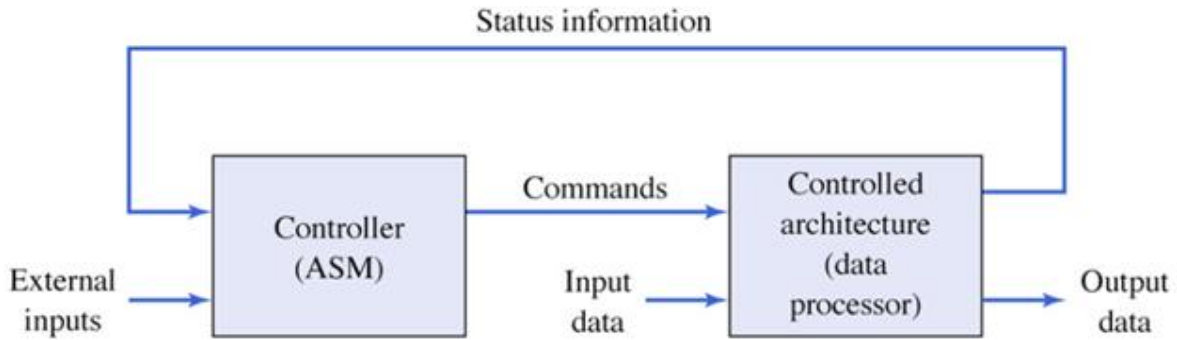 Status information
Controller
(ASM)
Commands
Controlled
architecture
(data
processor)
External
inputs
Input
data
Output
data